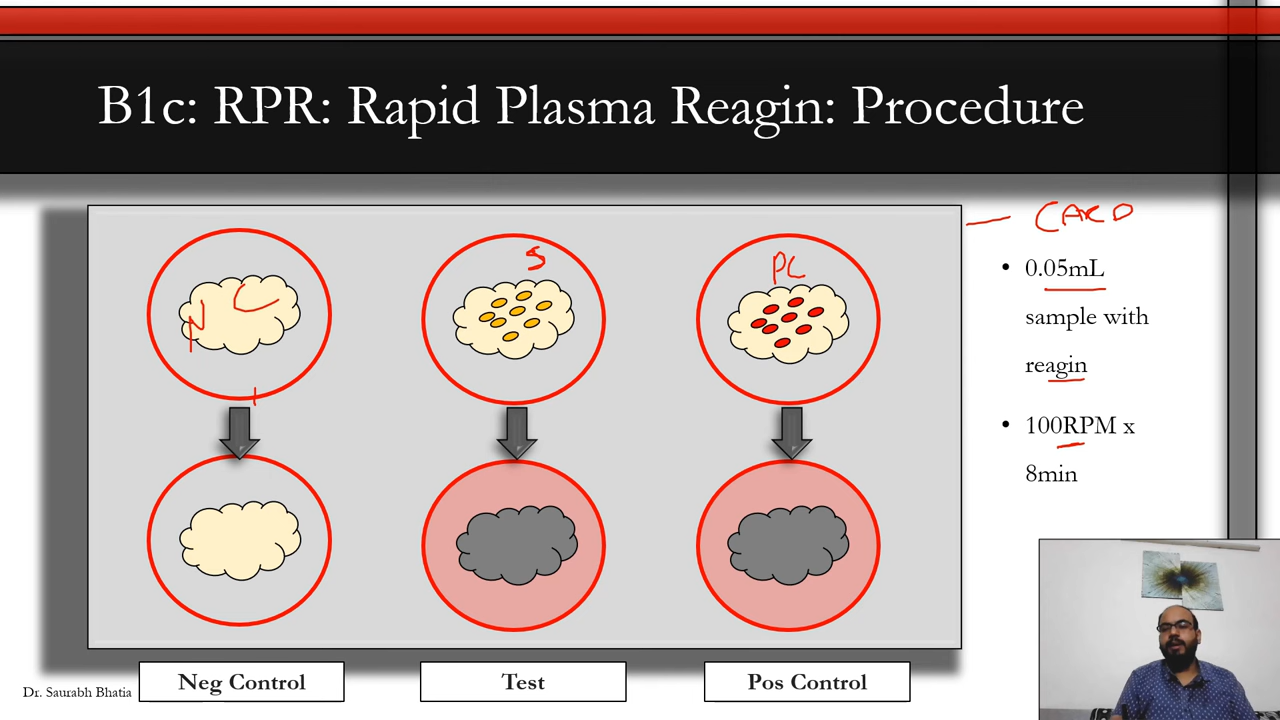 B1c: RPR: Rapid Plasma Reagin: Procedure
CARD
N C
S
PC
• 0.05mL
sample with
reagin
• 100RPM x
8min
Neg Control
Test
Pos Control
Dr. Saurabh Bhatia